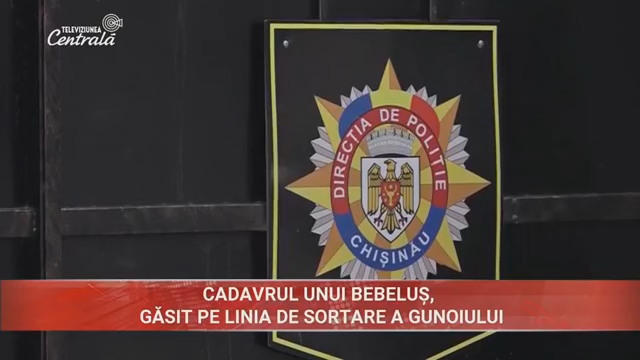 TELEVIZIUNEA
Centrală
DIRECȚIA DE POLIȚIE
CHIȘINĂU
CADAVRUL UNUI BEBELUȘ,
GĂSIT PE LINIA DE SORTARE A GUNOIULUI